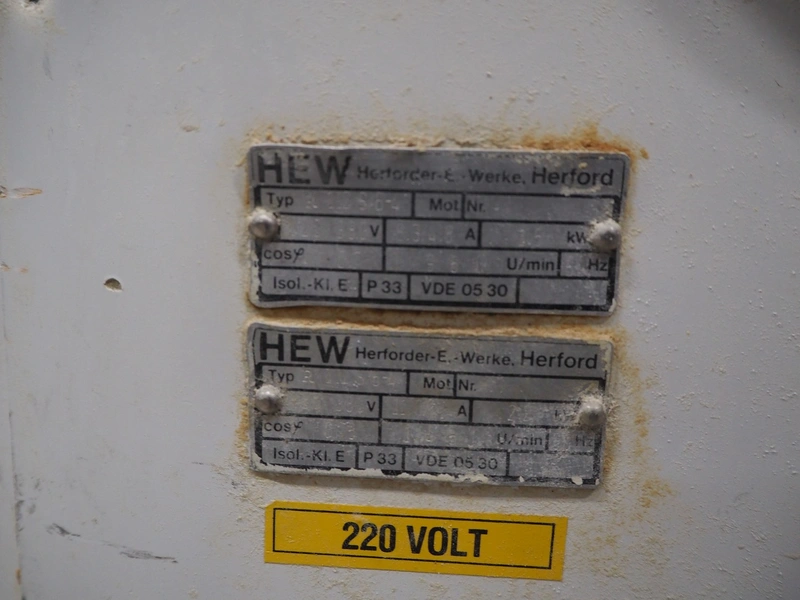 HEW Herforder-E.-Werke, Herford
Typ Mot. Nr.
V A kW
cosφ U/min Hz
Isol.-Kl. E P 33 VDE 05 30
HEW Herforder-E.-Werke, Herford
Typ Mot. Nr.
V A kW
cosφ U/min Hz
Isol.-Kl. E P 33 VDE 05 30
220 VOLT